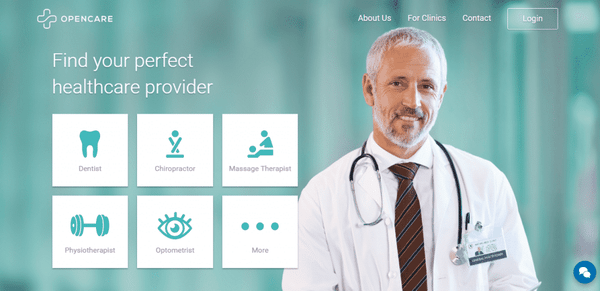 OPENCARE
About Us
For Clinics
Contact
Login
Find your perfect
healthcare provider
Dentist
Chiropractor
Massage Therapist
Physiotherapist
Optometrist
More